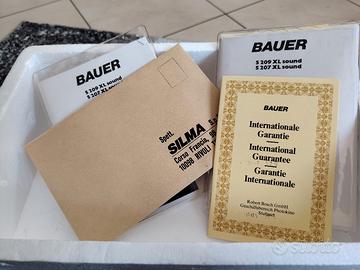 BAUER
S 209 XL sound
S 207 XL sound
Spett.
SILMA S.p.
Corso Francia,
10098 RIVOLI
BAUER
S 209 XL sound
S 207 XL sound
BAUER
Internationale
Garantie
International
Guarantee
Garantie
Internationale
Robert Bosch GmbH
Geschäftsbereich Photokino
Stuttgart
subito